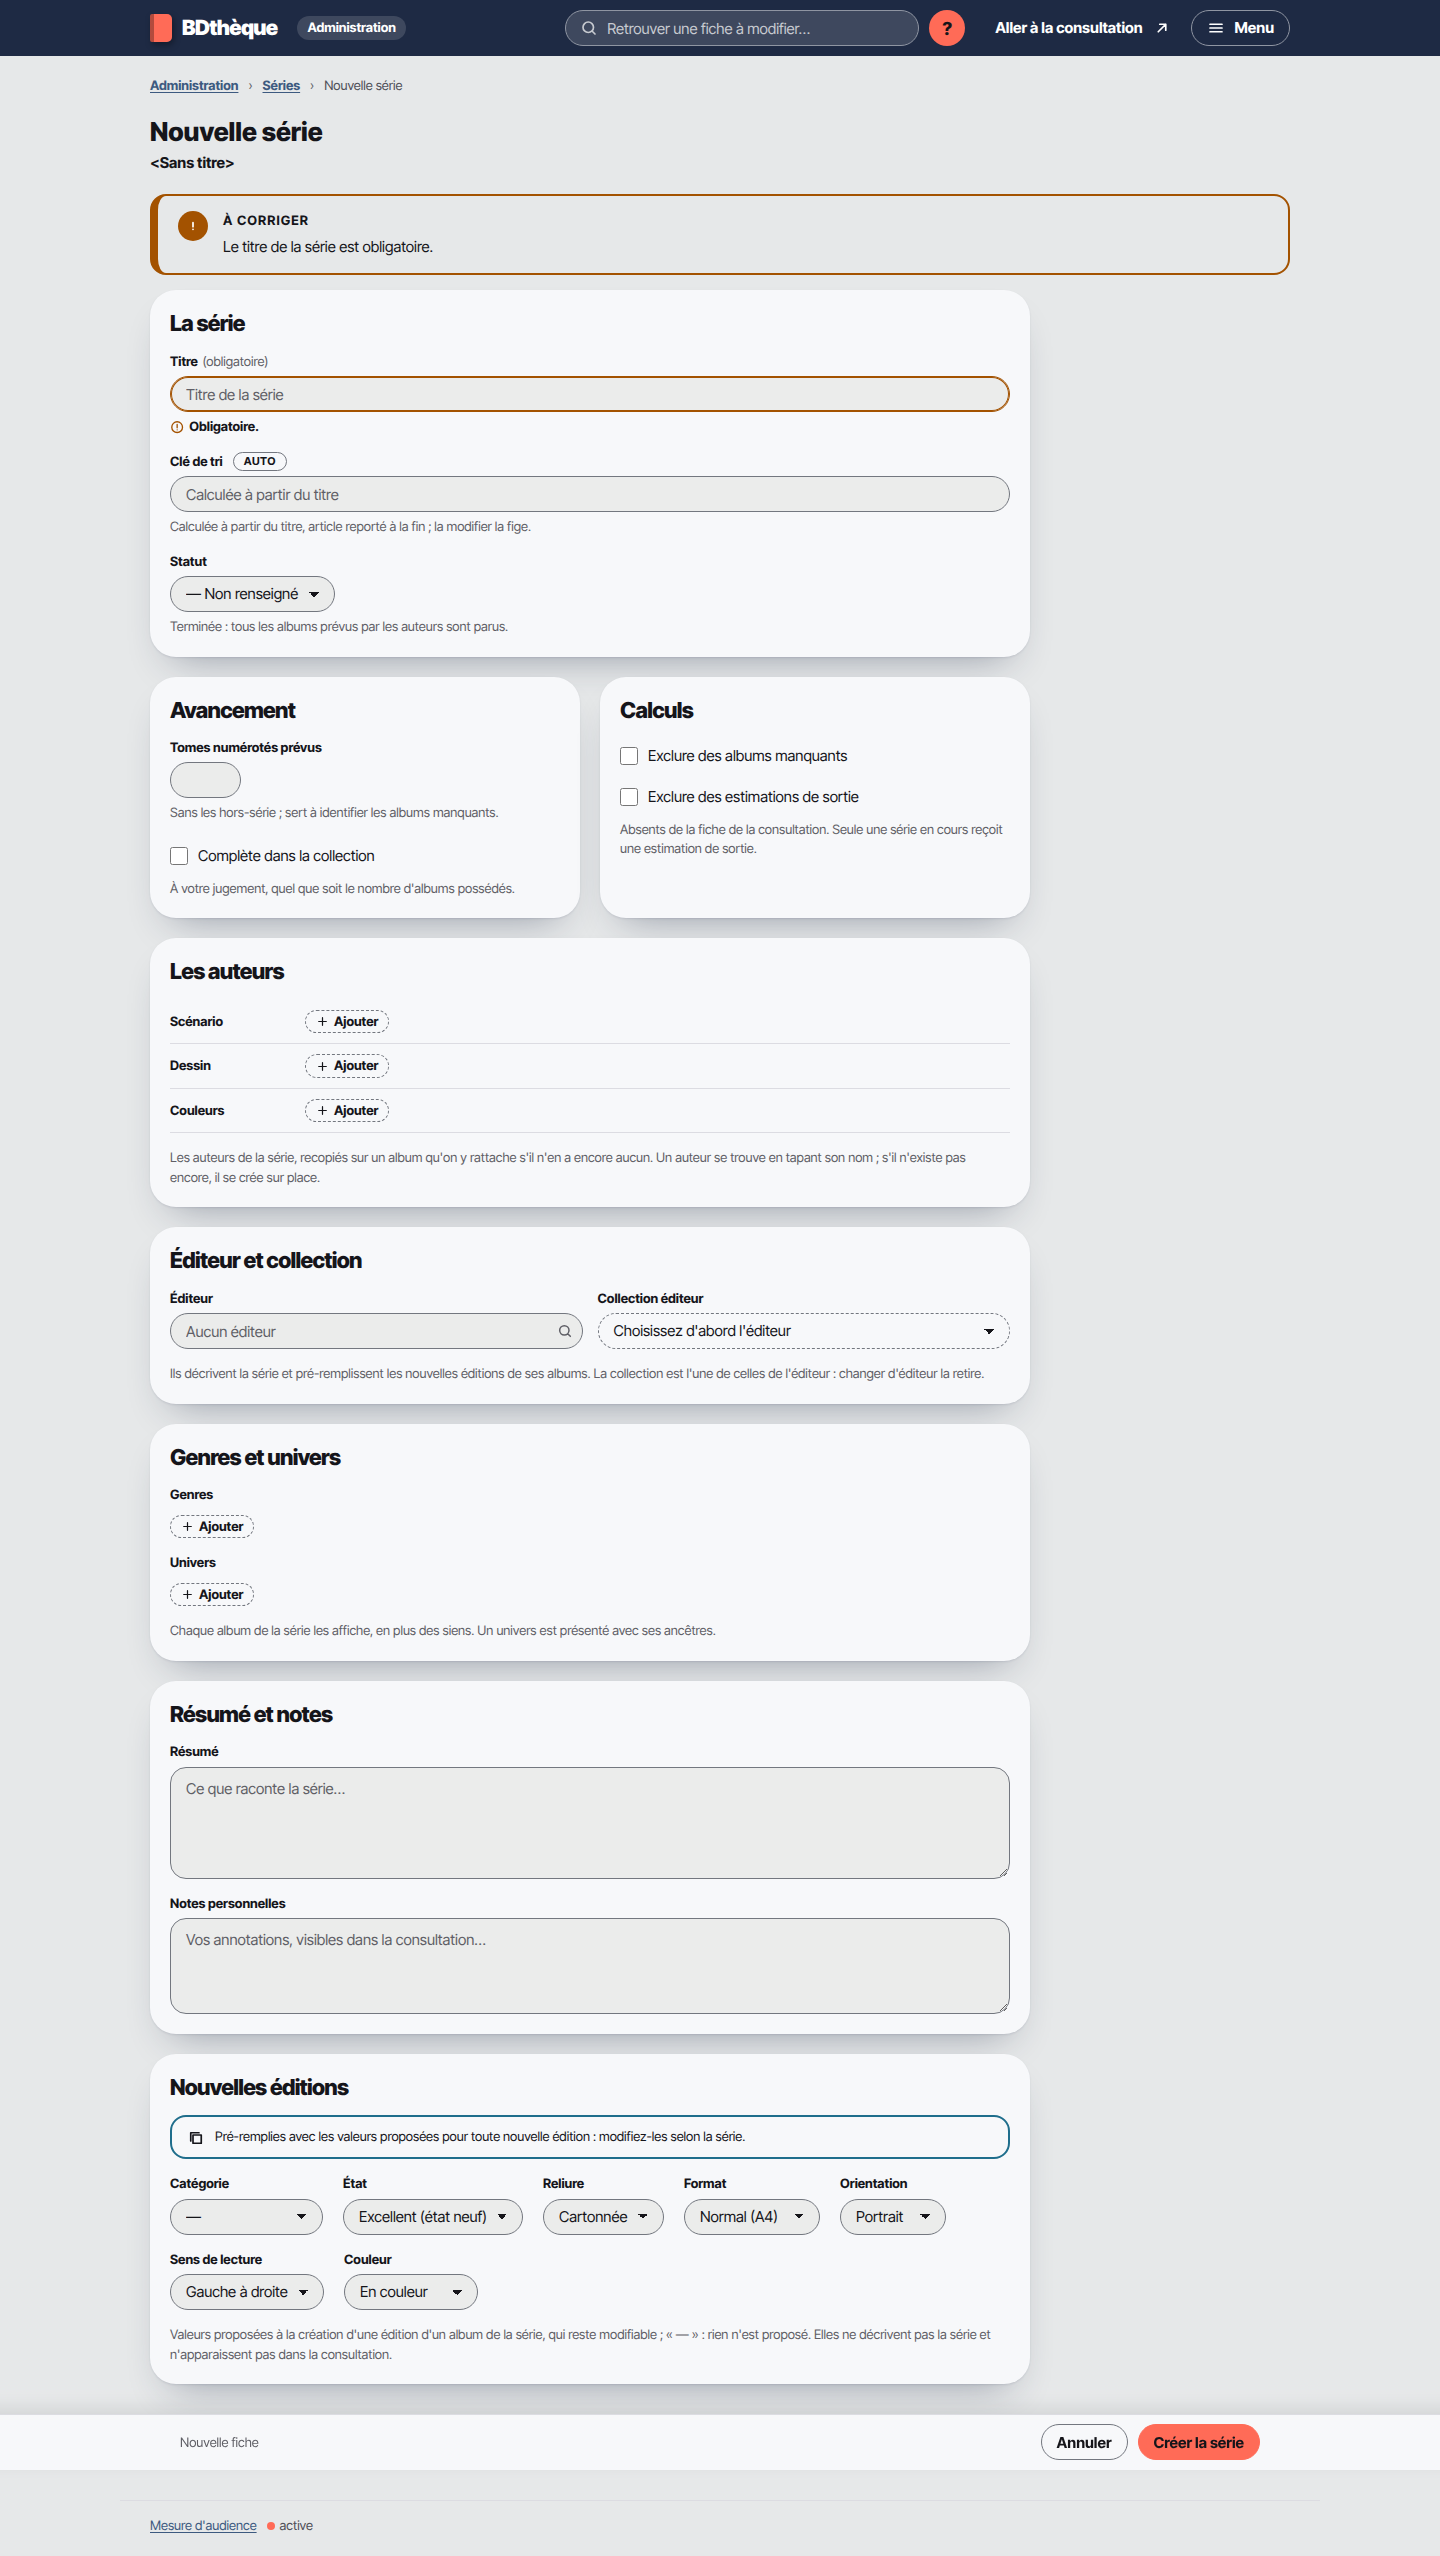 BDthèque Administration Retrouver une fiche à modifier... ? Aller à la consultation Menu
Administration › Séries › Nouvelle série
Nouvelle série
<Sans titre>
! À CORRIGER
Le titre de la série est obligatoire.
La série
Titre (obligatoire)
Titre de la série
Obligatoire.
Clé de tri AUTO
Calculée à partir du titre
Calculée à partir du titre, article reporté à la fin ; la modifier la fige.
Statut
— Non renseigné
Terminée : tous les albums prévus par les auteurs sont parus.
Avancement
Tomes numérotés prévus
Sans les hors-série ; sert à identifier les albums manquants.
Complète dans la collection
À votre jugement, quel que soit le nombre d'albums possédés.
Calculs
Exclure des albums manquants
Exclure des estimations de sortie
Absents de la fiche de la consultation. Seule une série en cours reçoit
une estimation de sortie.
Les auteurs
Scénario + Ajouter
Dessin + Ajouter
Couleurs + Ajouter
Les auteurs de la série, recopiés sur un album qu'on y rattache s'il n'en a encore aucun. Un auteur se trouve en tapant son nom ; s'il n'existe pas
encore, il se crée sur place.
Éditeur et collection
Éditeur Collection éditeur
Aucun éditeur Choisissez d'abord l'éditeur
Ils décrivent la série et pré-remplissent les nouvelles éditions de ses albums. La collection est l'une de celles de l'éditeur : changer d'éditeur la retire.
Genres et univers
Genres
+ Ajouter
Univers
+ Ajouter
Chaque album de la série les affiche, en plus des siens. Un univers est présenté avec ses ancêtres.
Résumé et notes
Résumé
Ce que raconte la série...
Notes personnelles
Vos annotations, visibles dans la consultation...
Nouvelles éditions
Pré-remplies avec les valeurs proposées pour toute nouvelle édition : modifiez-les selon la série.
Catégorie État Reliure Format Orientation
— Excellent (état neuf) Cartonnée Normal (A4) Portrait
Sens de lecture Couleur
Gauche à droite En couleur
Valeurs proposées à la création d'une édition d'un album de la série, qui reste modifiable ; « — » : rien n'est proposé. Elles ne décrivent pas la série et
n'apparaissent pas dans la consultation.
Nouvelle fiche Annuler Créer la série
Mesure d'audience active